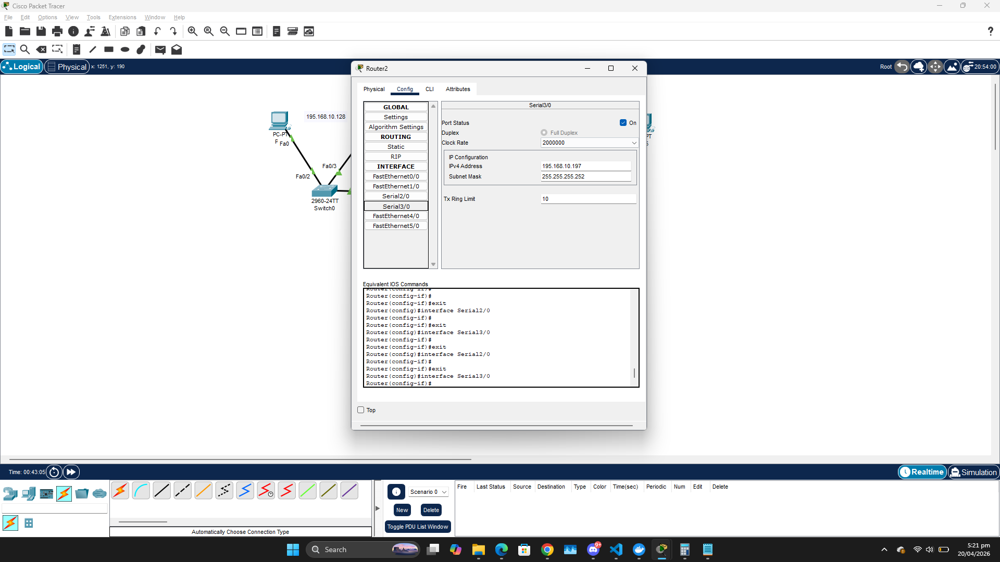 Cisco Packet Tracer
File Edit Options View Tools Extensions Window Help
?
Logical Physical x: 1251, y: 190
Root 20:54:00
195.168.10.128
PC-PT
Fa0
Fa0/3
Fa0/2
2960-24TT
Switch0
Router2
Physical Config CLI Attributes
GLOBAL
Settings
Algorithm Settings
ROUTING
Static
RIP
INTERFACE
FastEthernet0/0
FastEthernet1/0
Serial2/0
Serial3/0
FastEthernet4/0
FastEthernet5/0
Serial3/0
Port Status On
Duplex Full Duplex
Clock Rate 2000000
IP Configuration
IPv4 Address 195.168.10.197
Subnet Mask 255.255.255.252
Tx Ring Limit 10
Equivalent IOS Commands
Router(config-if)#
Router(config-if)#
Router(config-if)#exit
Router(config)#interface Serial2/0
Router(config-if)#
Router(config-if)#exit
Router(config)#interface Serial3/0
Router(config-if)#
Router(config-if)#exit
Router(config)#interface Serial2/0
Router(config-if)#
Router(config-if)#exit
Router(config)#interface Serial3/0
Router(config-if)#
Top
Time: 00:43:05
Realtime Simulation
Scenario 0
New Delete
Toggle PDU List Window
Fire Last Status Source Destination Type Color Time(sec) Periodic Num Edit Delete
Automatically Choose Connection Type
Search
9+
5:21 pm
20/04/2026